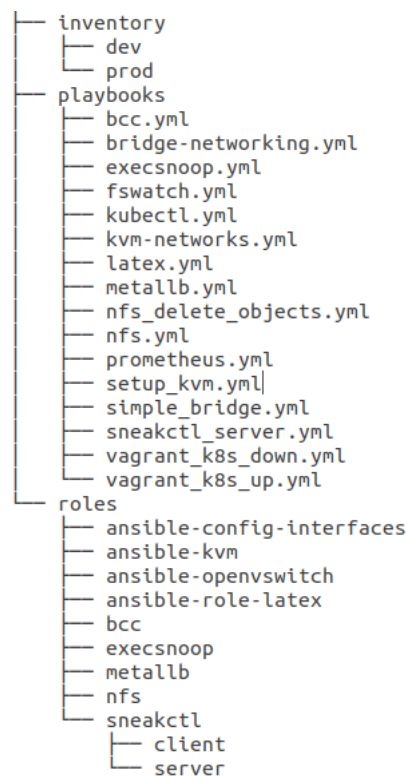 ├── inventory
│   ├── dev
│   └── prod
├── playbooks
│   ├── bcc.yml
│   ├── bridge-networking.yml
│   ├── execsnoop.yml
│   ├── fswatch.yml
│   ├── kubectl.yml
│   ├── kvm-networks.yml
│   ├── latex.yml
│   ├── metallb.yml
│   ├── nfs_delete_objects.yml
│   ├── nfs.yml
│   ├── prometheus.yml
│   ├── setup_kvm.yml
│   ├── simple_bridge.yml
│   ├── sneakctl_server.yml
│   ├── vagrant_k8s_down.yml
│   └── vagrant_k8s_up.yml
└── roles
    ├── ansible-config-interfaces
    ├── ansible-kvm
    ├── ansible-openvswitch
    ├── ansible-role-latex
    ├── bcc
    ├── execsnoop
    ├── metallb
    ├── nfs
    └── sneakctl
        ├── client
        └── server